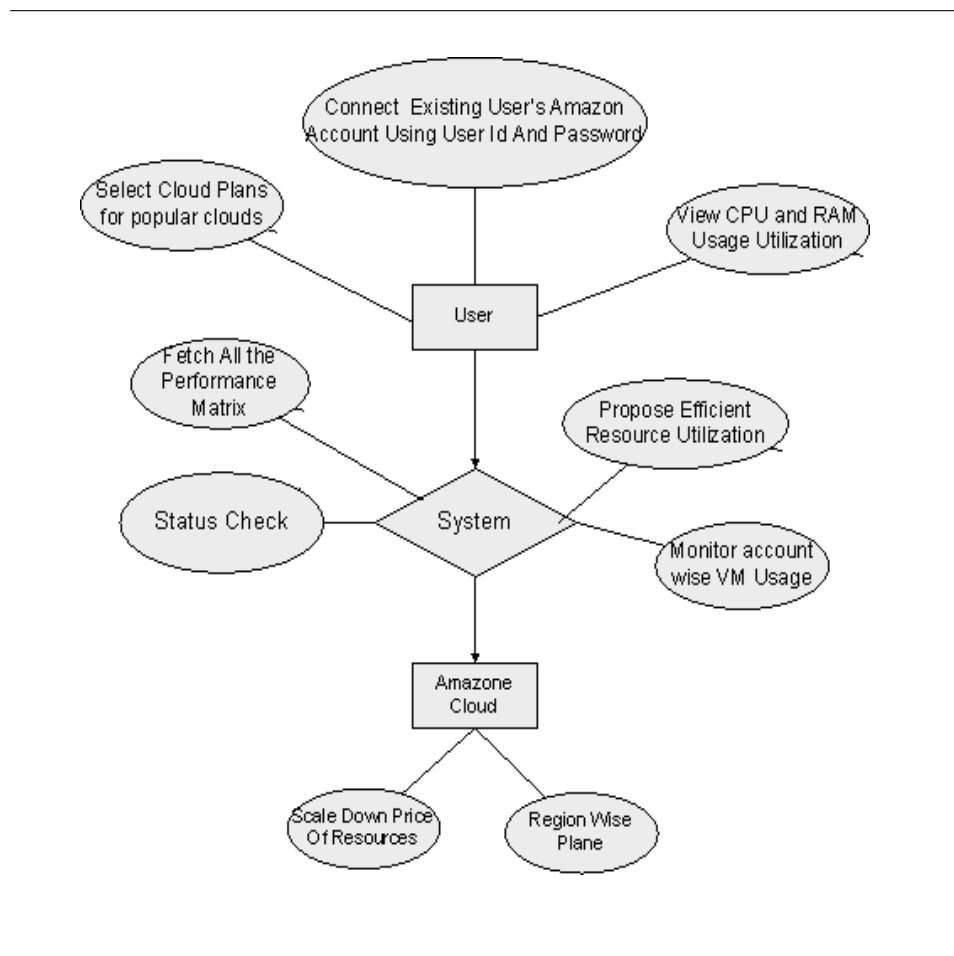 Connect Existing User's Amazon
Account Using User Id And Password
Select Cloud Plans
for popular clouds
View CPU and RAM
Usage Utilization
User
Fetch All the
Performance
Matrix
Propose Efficient
Resource Utilization
Status Check
System
Monitor account
wise VM Usage
Amazone
Cloud
Scale Down Price
Of Resources
Region Wise
Plane